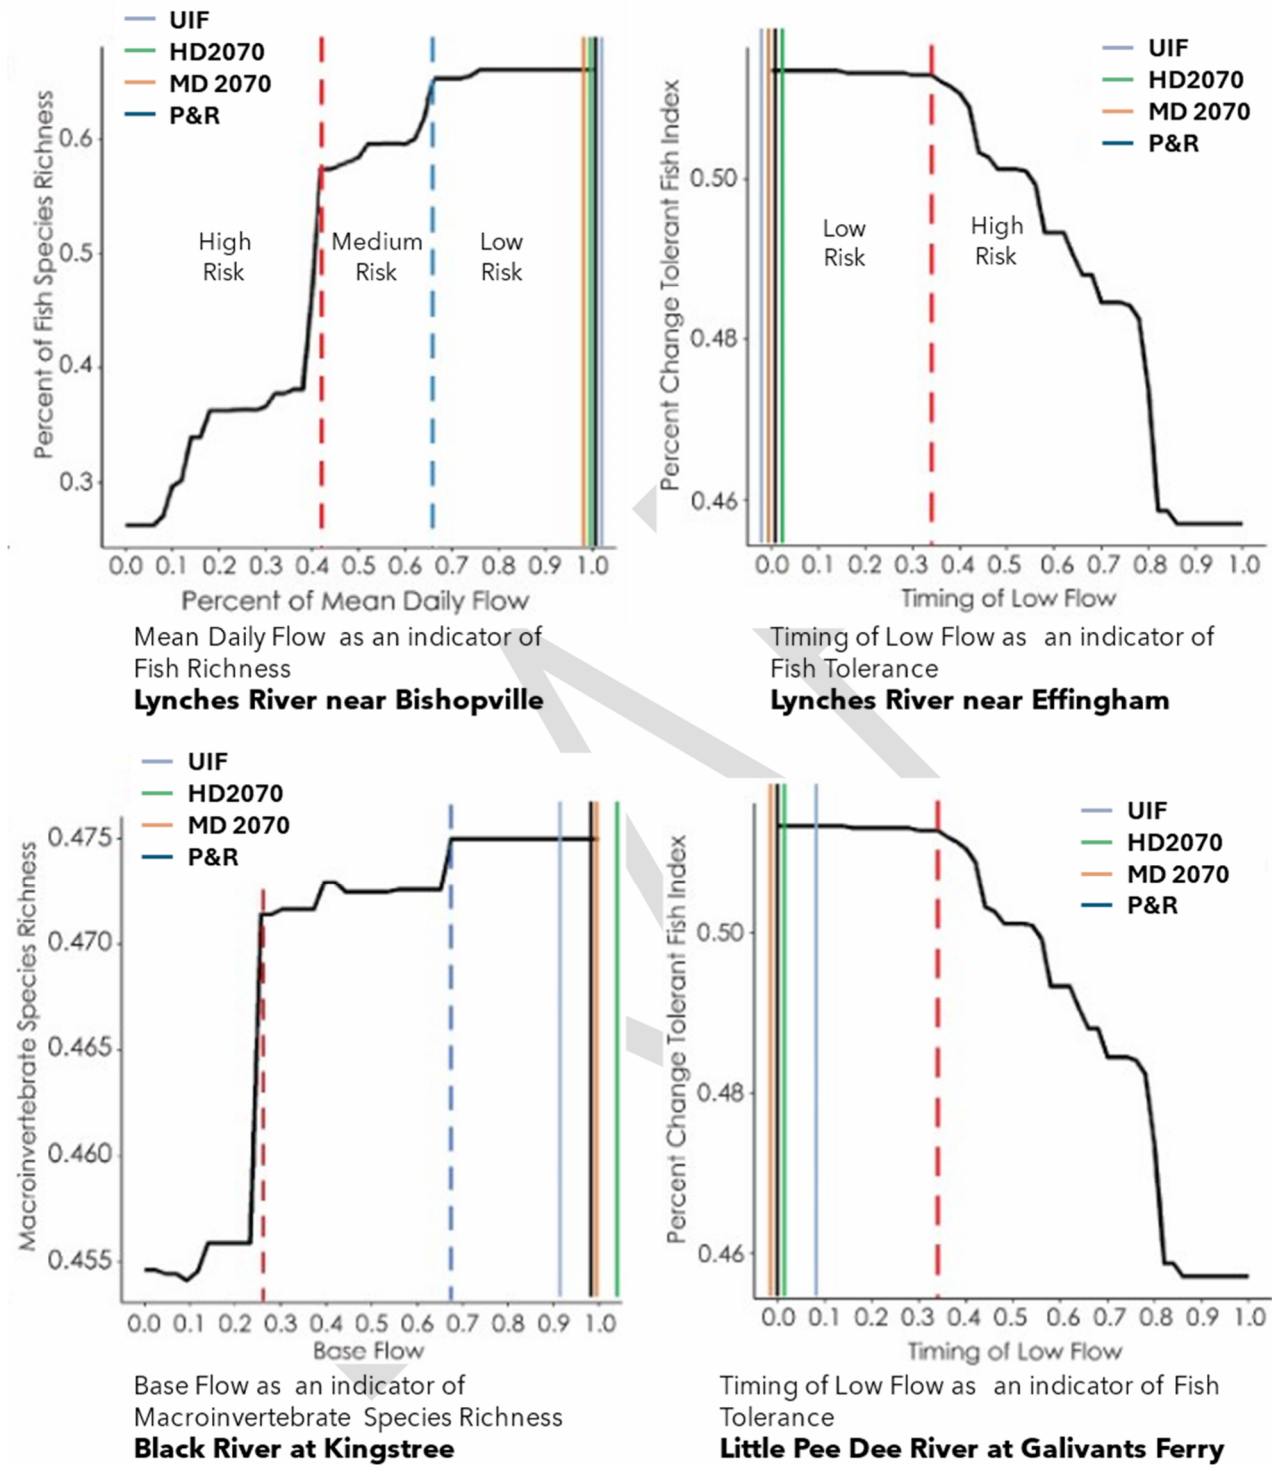 UIF
HD2070
MD 2070
P&R
Percent of Fish Species Richness
0.6
0.5
0.4
0.3
High
Risk
Medium
Risk
Low
Risk
0.0 0.1 0.2 0.3 0.4 0.5 0.6 0.7 0.8 0.9 1.0
Percent of Mean Daily Flow
Mean Daily Flow as an indicator of
Fish Richness
Lynches River near Bishopville
UIF
HD2070
MD 2070
P&R
Percent Change Tolerant Fish Index
0.50
0.48
0.46
Low
Risk
High
Risk
0.0 0.1 0.2 0.3 0.4 0.5 0.6 0.7 0.8 0.9 1.0
Timing of Low Flow
Timing of Low Flow as an indicator of
Fish Tolerance
Lynches River near Effingham
UIF
HD2070
MD 2070
P&R
Macroinvertebrate Species Richness
0.475
0.470
0.465
0.460
0.455
0.0 0.1 0.2 0.3 0.4 0.5 0.6 0.7 0.8 0.9 1.0
Base Flow
Base Flow as an indicator of
Macroinvertebrate Species Richness
Black River at Kingstree
UIF
HD2070
MD 2070
P&R
Percent Change Tolerant Fish Index
0.50
0.48
0.46
0.0 0.1 0.2 0.3 0.4 0.5 0.6 0.7 0.8 0.9 1.0
Timing of Low Flow
Timing of Low Flow as an indicator of Fish
Tolerance
Little Pee Dee River at Galivants Ferry